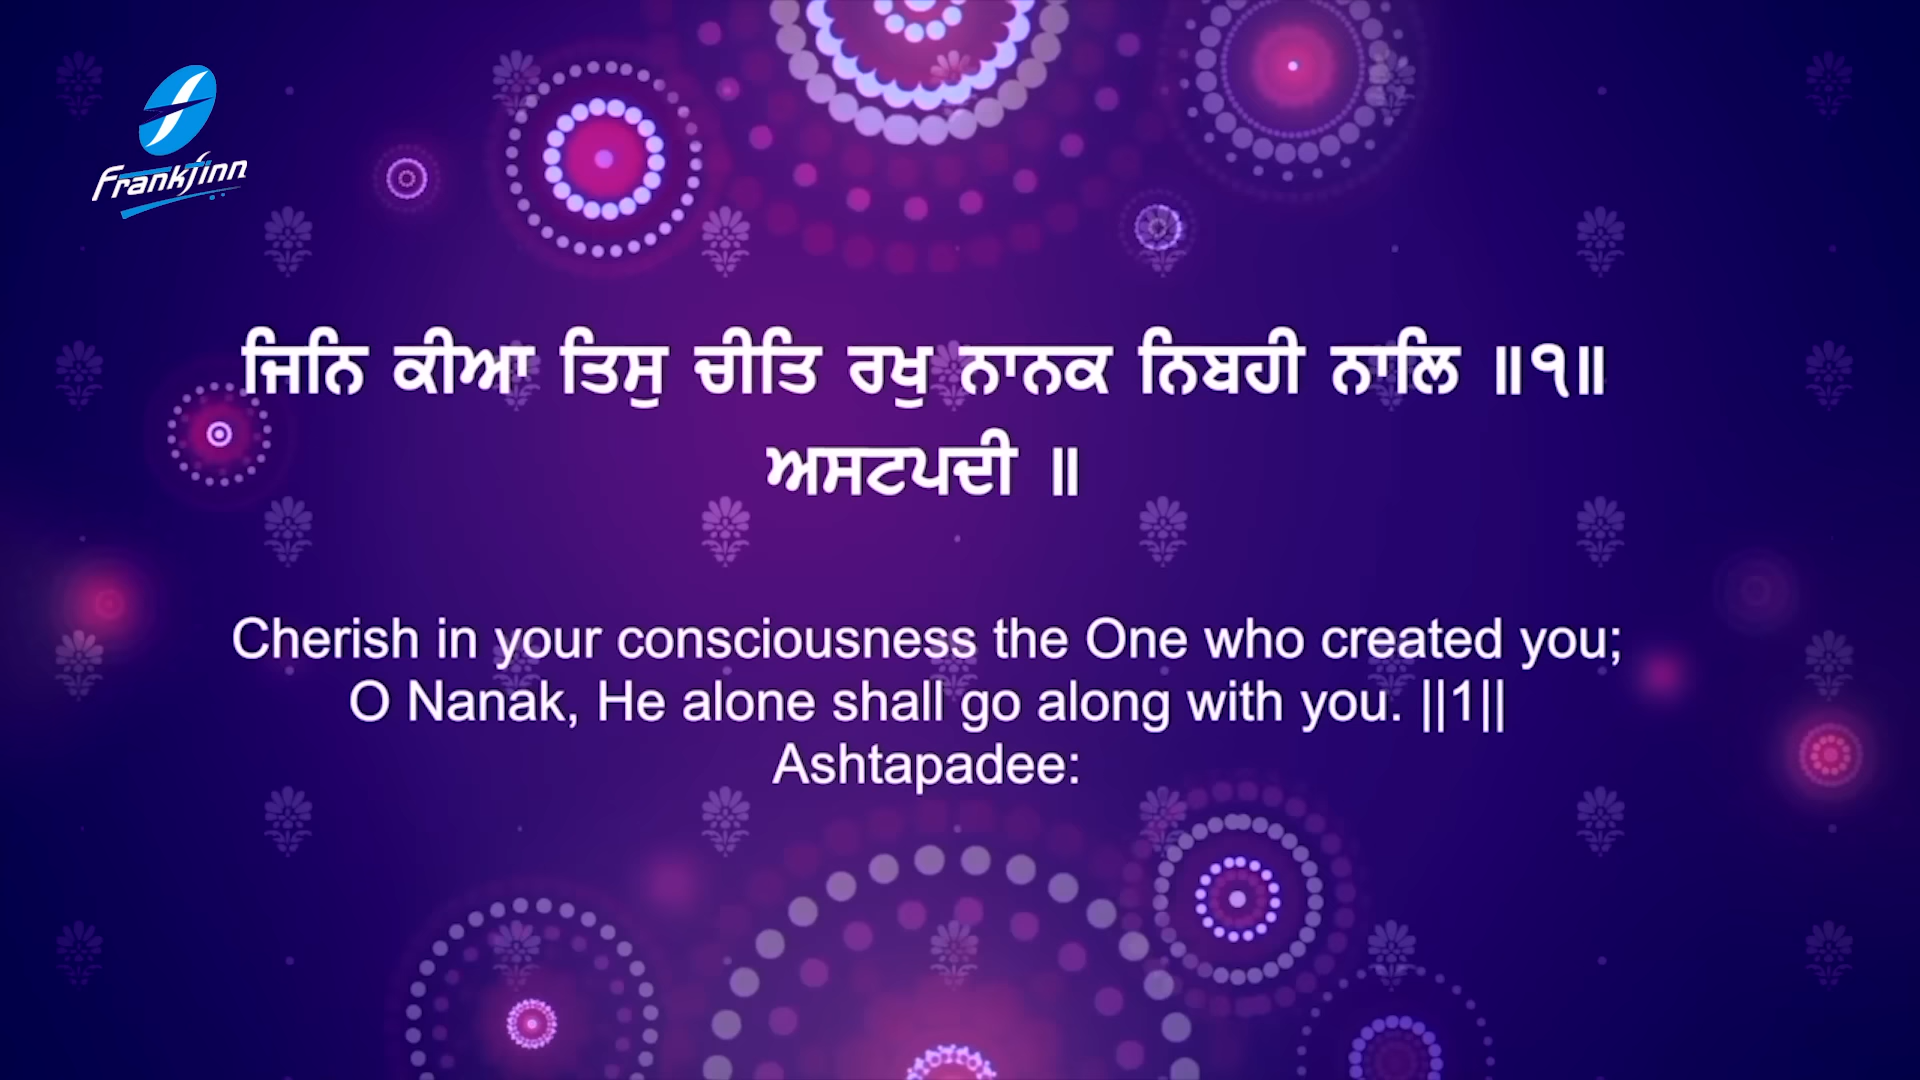 Frankfinn
ਜਿਨਿ ਕੀਆ ਤਿਸੁ ਚੀਤਿ ਰਖੁ ਨਾਨਕ ਨਿਬਹੀ ਨਾਲਿ ॥੧॥
ਅਸਟਪਦੀ ॥
Cherish in your consciousness the One who created you;
O Nanak, He alone shall go along with you. ||1||
Ashtapadee: